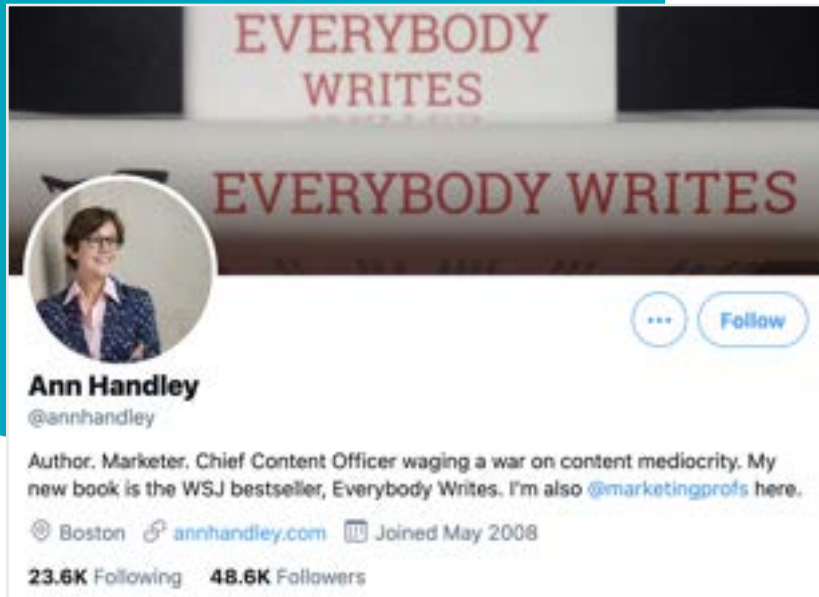 EVERYBODY
WRITES
EVERYBODY WRITES
Follow
Ann Handley
@annhandley
Author. Marketer. Chief Content Officer waging a war on content mediocrity. My
new book is the WSJ bestseller, Everybody Writes. I'm also @marketingprofs here.
Boston annhandley.com Joined May 2008
23.6K Following 48.6K Followers